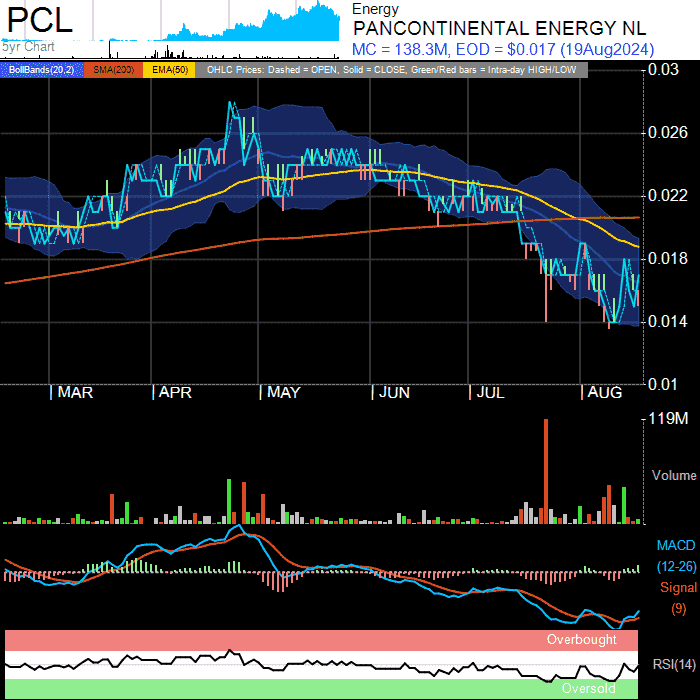 PCL
5yr Chart
Energy
PANCONTINENTAL ENERGY NL
MC = 138.3M, EOD = $0.017 (19Aug2024)
BollBands(20,2) SMA(200) EMA(50) OHLC Prices: Dashed = OPEN, Solid = CLOSE, Green/Red bars = Intra-day HIGH/LOW
0.03
0.026
0.022
0.018
0.014
0.01
MAR APR MAY JUN JUL AUG
119M
Volume
MACD
(12-26)
Signal
(9)
Overbought
RSI(14)
Oversold